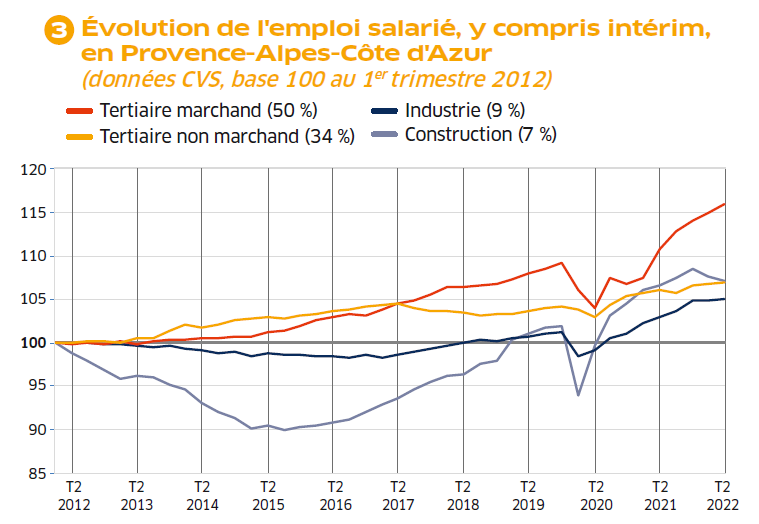 3 Évolution de l'emploi salarié, y compris intérim,
en Provence-Alpes-Côte d'Azur
(données CVS, base 100 au 1er trimestre 2012)
Tertiaire marchand (50 %) Industrie (9 %)
Tertiaire non marchand (34 %) Construction (7 %)
120
115
110
105
100
95
90
85
T2 T2 T2 T2 T2 T2 T2 T2 T2 T2 T2
2012 2013 2014 2015 2016 2017 2018 2019 2020 2021 2022